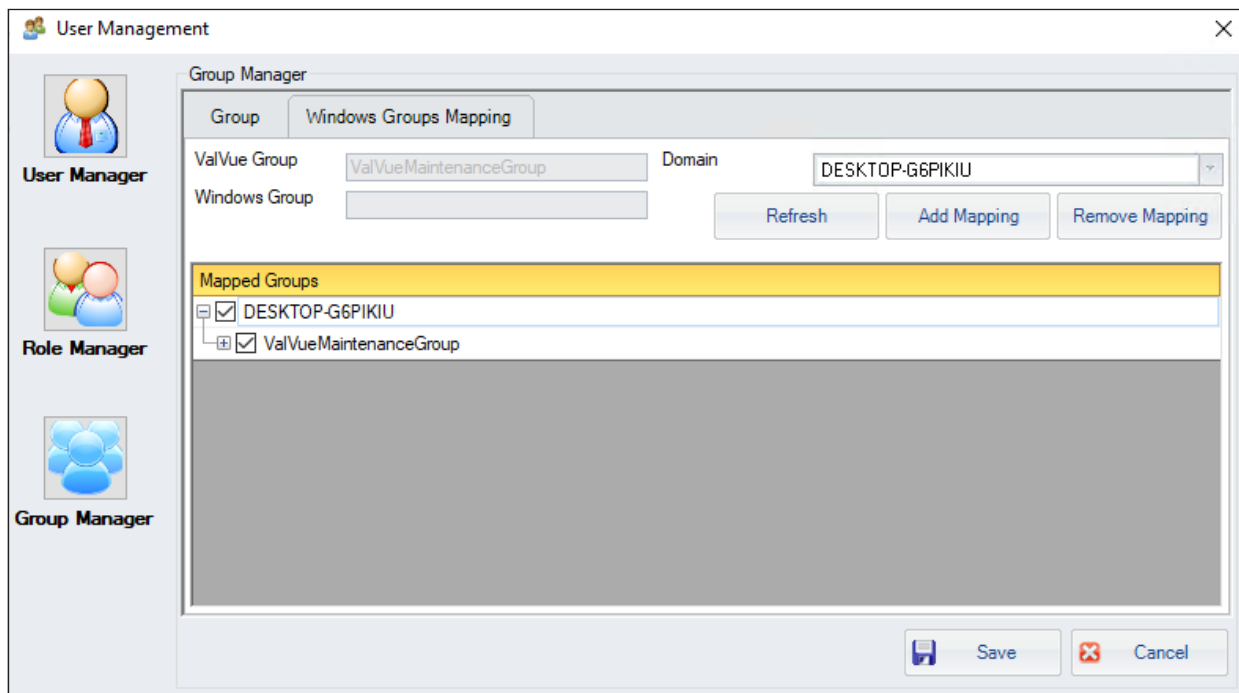 User Management
Group Manager
Group
Windows Groups Mapping
ValVue Group
ValVueMaintenanceGroup
Domain
DESKTOP-G6PIKIU
User Manager
Windows Group
Refresh
Add Mapping
Remove Mapping
Mapped Groups
DESKTOP-G6PIKIU
ValVueMaintenanceGroup
Role Manager
Group Manager
Save
Cancel